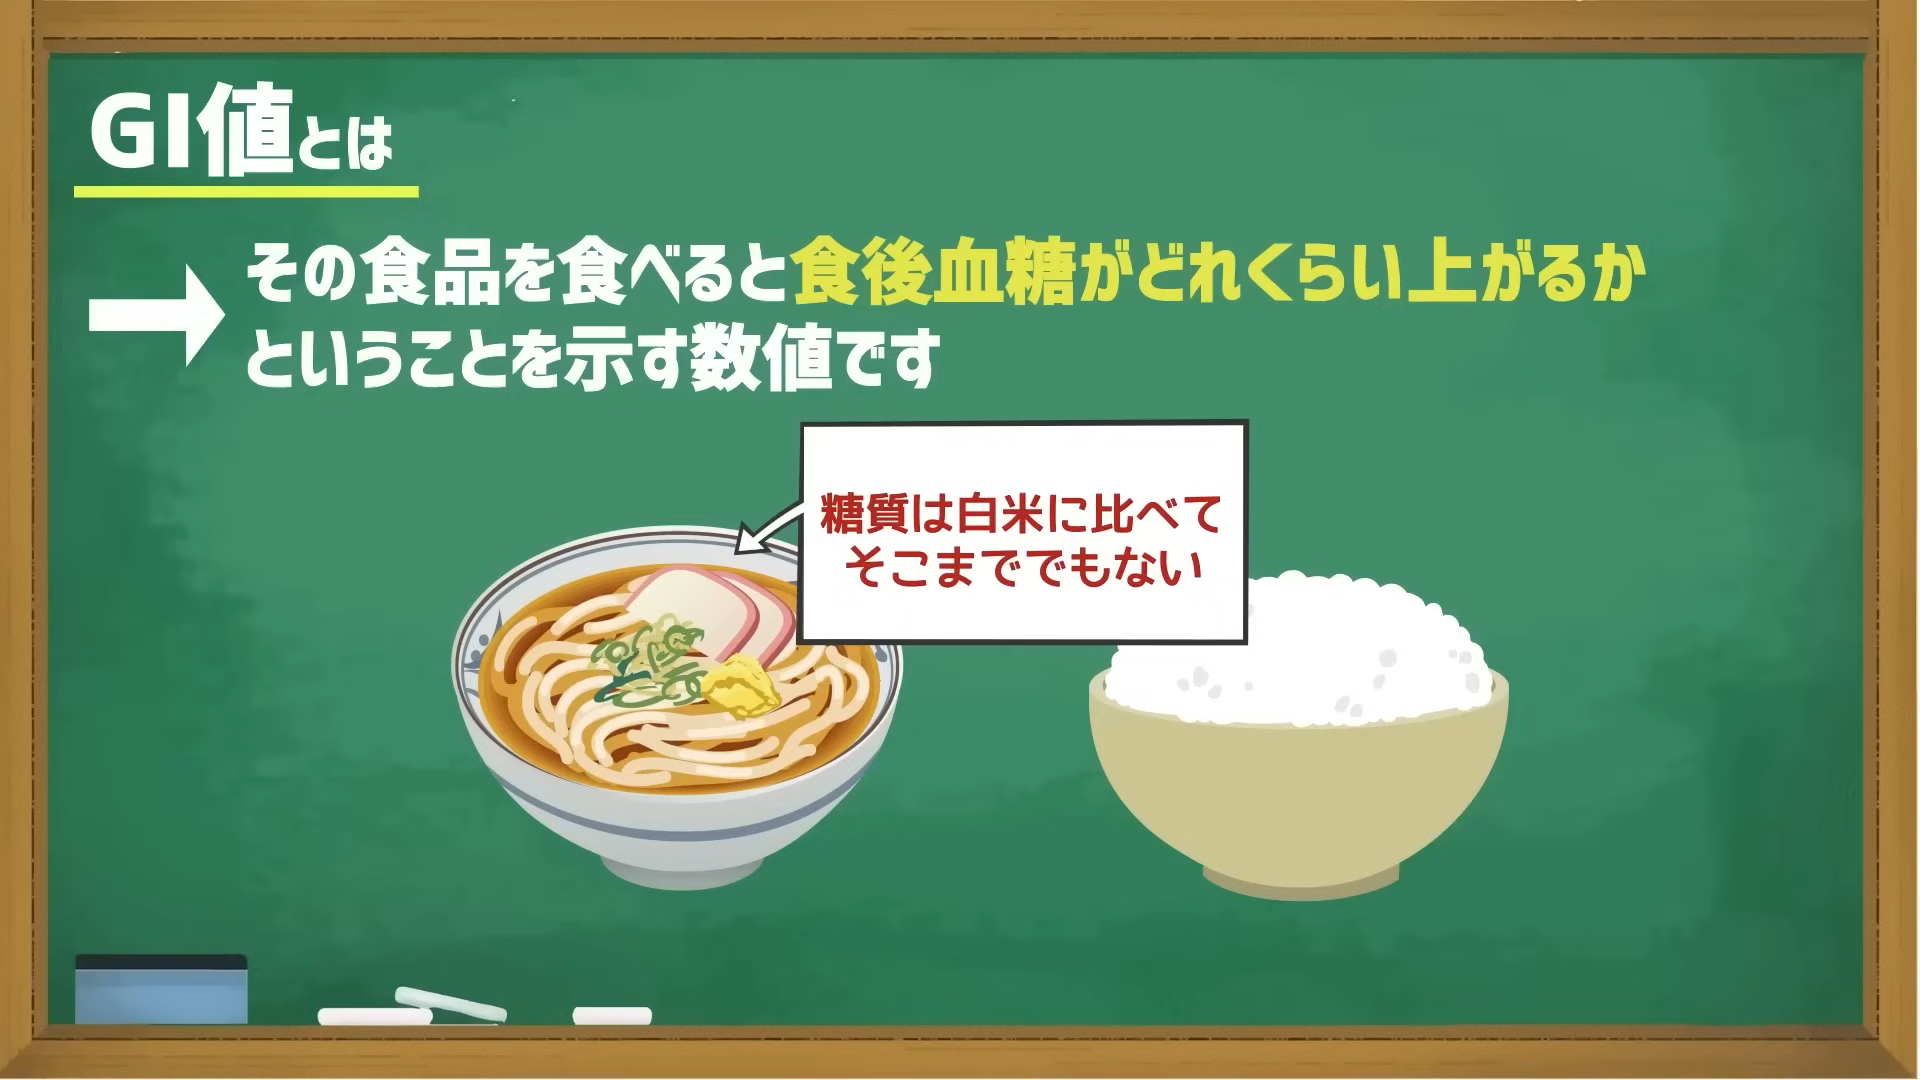 GI値とは
その食品を食べると食後血糖がどれくらい上がるか
ということを示す数値です
糖質は白米に比べて
そこまででもない